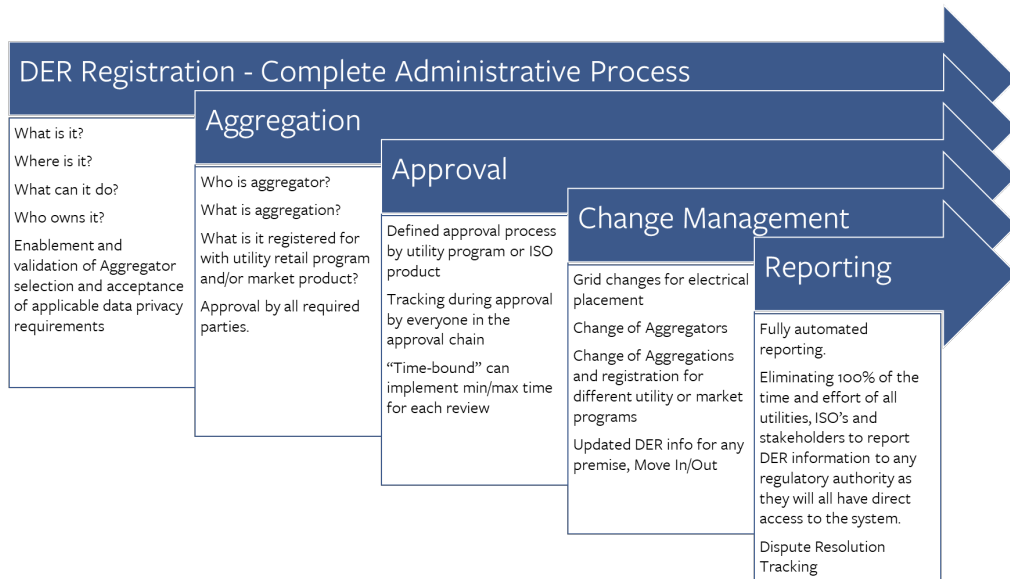 DER Registration - Complete Administrative Process
What is it?
Where is it?
What can it do?
Who owns it?
Enablement and
validation of Aggregator
selection and acceptance
of applicable data privacy
requirements
Aggregation
Who is aggregator?
What is aggregation?
What is it registered for
with utility retail program
and/or market product?
Approval by all required
parties.
Approval
Defined approval process
by utility program or ISO
product
Tracking during approval
by everyone in the
approval chain
“Time-bound” can
implement min/max time
for each review
Change Management
Grid changes for electrical
placement
Change of Aggregators
Change of Aggregations
and registration for
different utility or market
programs
Updated DER info for any
premise, Move In/Out
Reporting
Fully automated
reporting.
Eliminating 100% of the
time and effort of all
utilities, ISO’s and
stakeholders to report
DER information to any
regulatory authority as
they will all have direct
access to the system.
Dispute Resolution
Tracking